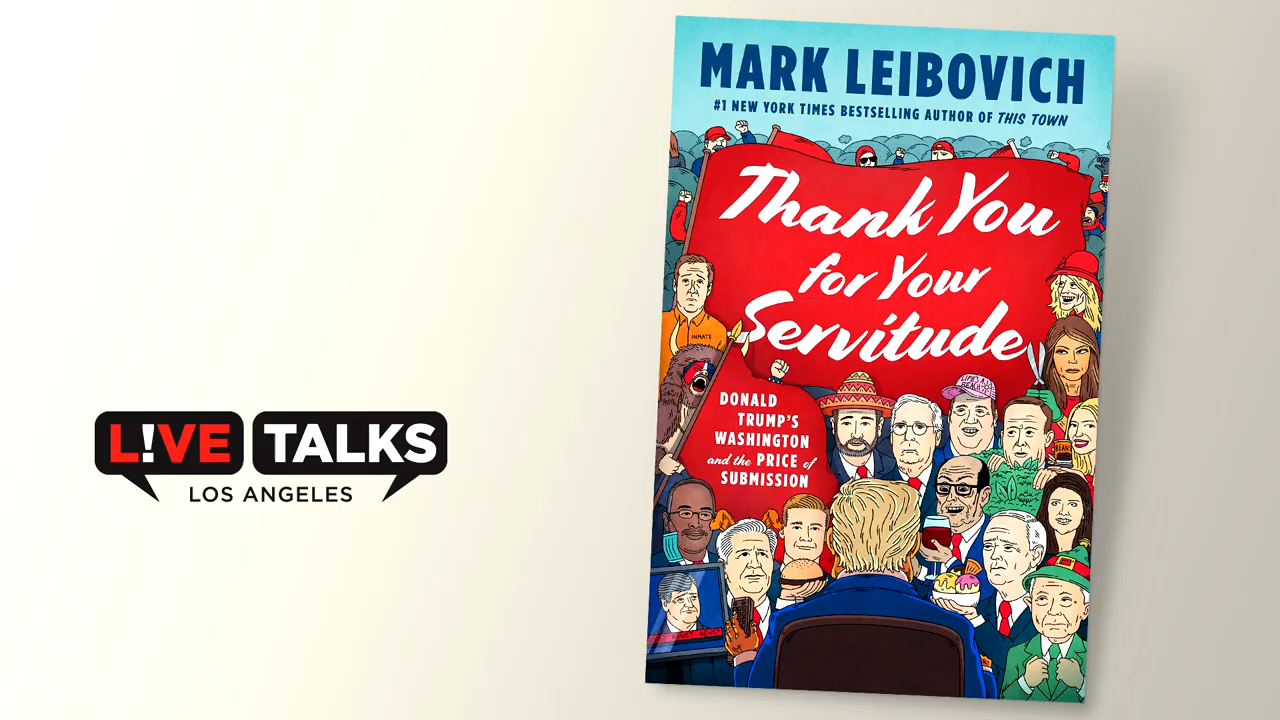 MARK LEIBOVICH
#1 NEW YORK TIMES BESTSELLING AUTHOR OF THIS TOWN
Thank You
for Your
Servitude
INMATE
DONALD
TRUMP'S
WASHINGTON
and the PRICE of
SUBMISSION
BEANS
L!VE TALKS
LOS ANGELES